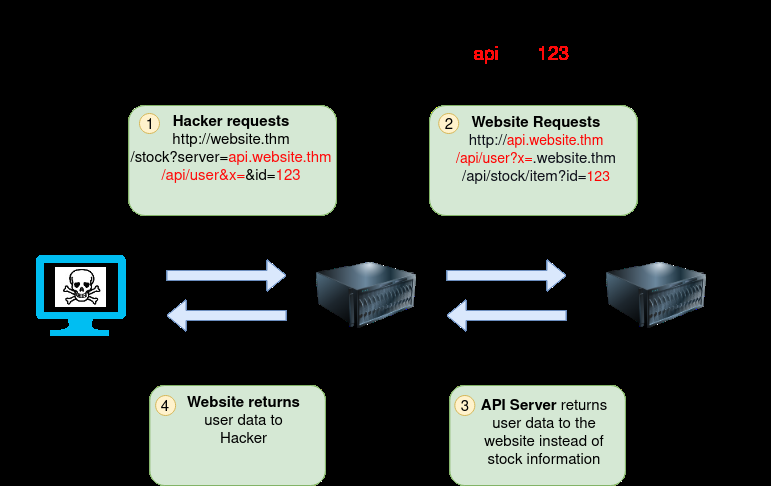 api 123
1 Hacker requests
http://website.thm
/stock?server=api.website.thm
/api/user&x=&id=123
2 Website Requests
http://api.website.thm
/api/user?x=.website.thm
/api/stock/item?id=123
4 Website returns
user data to
Hacker
3 API Server returns
user data to the
website instead of
stock information